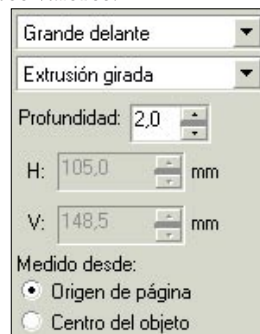 Grande delante
Extrusión girada
Profundidad: 2,0
H: 105,0 mm
V: 148,5 mm
Medido desde:
Origen de página
Centro del objeto